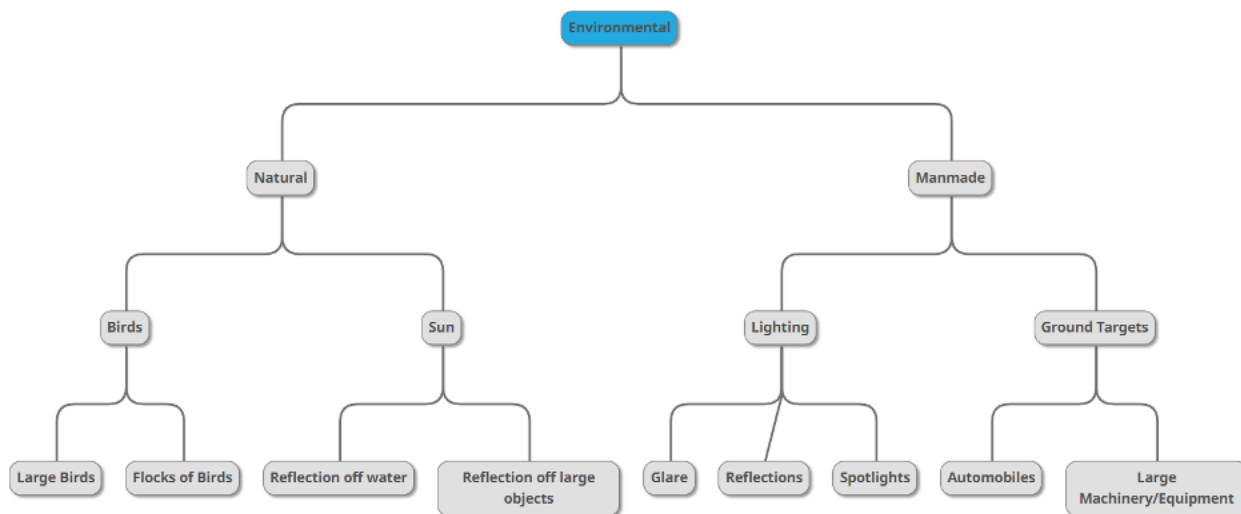 Environmental
Natural
Manmade
Birds
Sun
Lighting
Ground Targets
Large Birds
Flocks of Birds
Reflection off water
Reflection off large
objects
Glare
Reflections
Spotlights
Automobiles
Large
Machinery/Equipment